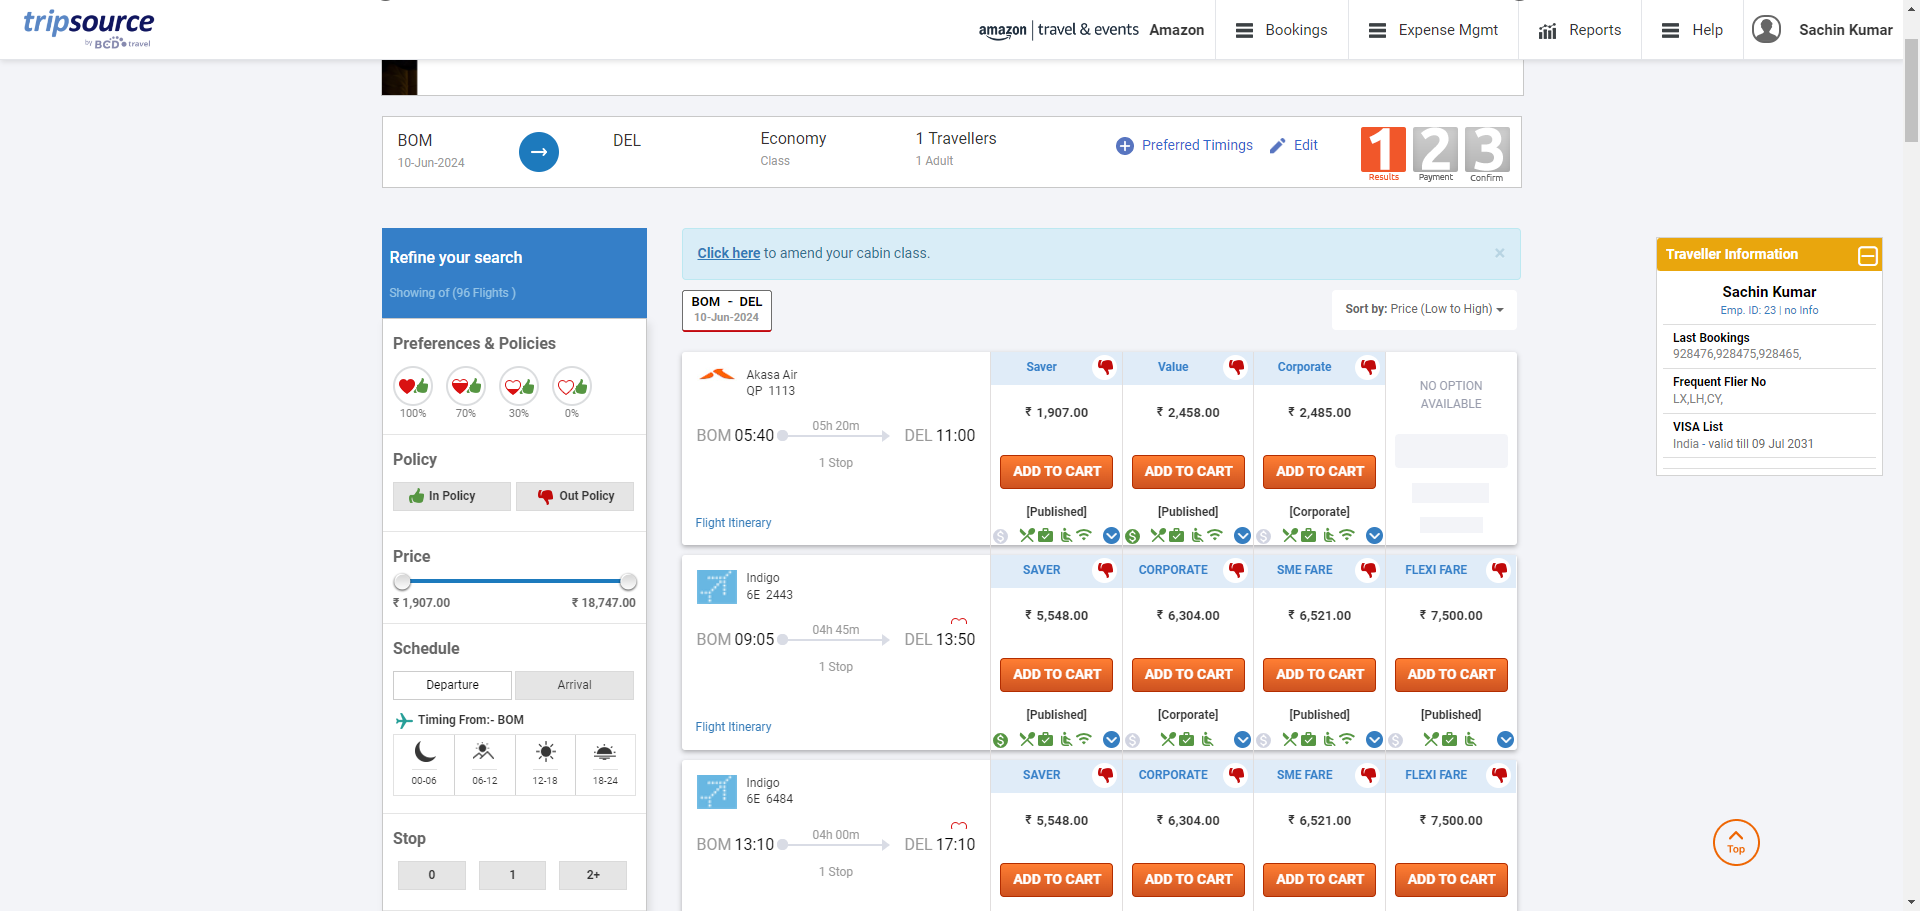 tripsource
by BCD travel
amazon travel & events Amazon
Bookings
Expense Mgmt
Reports
Help
Sachin Kumar
BOM
10-Jun-2024
DEL
Economy
Class
1 Travellers
1 Adult
Preferred Timings
Edit
1 2 3
Results Payment Confirm
Refine your search
Showing of (96 Flights )
Preferences & Policies
100% 70% 30% 0%
Policy
In Policy Out Policy
Price
₹ 1,907.00 ₹ 18,747.00
Schedule
Departure Arrival
Timing From:- BOM
00-06 06-12 12-18 18-24
Stop
0 1 2+
Click here to amend your cabin class. ×
BOM - DEL
10-Jun-2024
Sort by: Price (Low to High)
Akasa Air
QP 1113
BOM 05:40 05h 20m DEL 11:00
1 Stop
Flight Itinerary
Saver Value Corporate
₹ 1,907.00 ₹ 2,458.00 ₹ 2,485.00
ADD TO CART ADD TO CART ADD TO CART
[Published] [Published] [Corporate]
NO OPTION
AVAILABLE
Indigo
6E 2443
BOM 09:05 04h 45m DEL 13:50
1 Stop
Flight Itinerary
SAVER CORPORATE SME FARE FLEXI FARE
₹ 5,548.00 ₹ 6,304.00 ₹ 6,521.00 ₹ 7,500.00
ADD TO CART ADD TO CART ADD TO CART ADD TO CART
[Published] [Corporate] [Published] [Published]
Indigo
6E 6484
BOM 13:10 04h 00m DEL 17:10
1 Stop
SAVER CORPORATE SME FARE FLEXI FARE
₹ 5,548.00 ₹ 6,304.00 ₹ 6,521.00 ₹ 7,500.00
ADD TO CART ADD TO CART ADD TO CART ADD TO CART
Traveller Information
Sachin Kumar
Emp. ID: 23 | no Info
Last Bookings
928476,928475,928465,
Frequent Flier No
LX,LH,CY,
VISA List
India - valid till 09 Jul 2031
Top